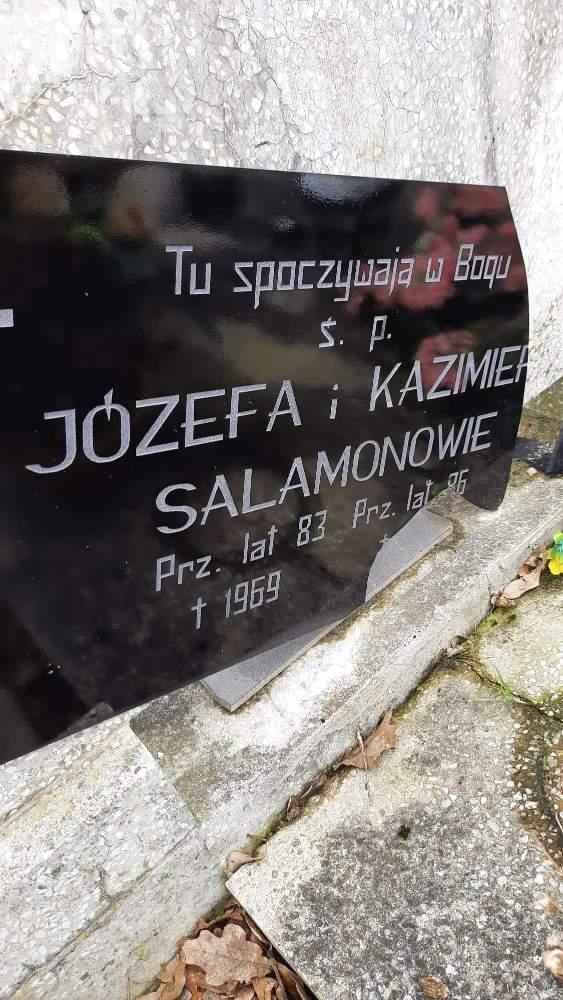 Tu spoczywają w Bogu
ś. p.
JÓZEFA i KAZIMIER
SALAMONOWIE
Prz. lat 83 Prz. lat 86
† 1969 †